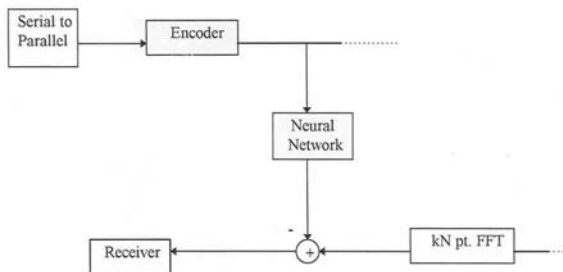 Serial to
Parallel
Encoder
Neural
Network
-
+
Receiver
kN pt. FFT